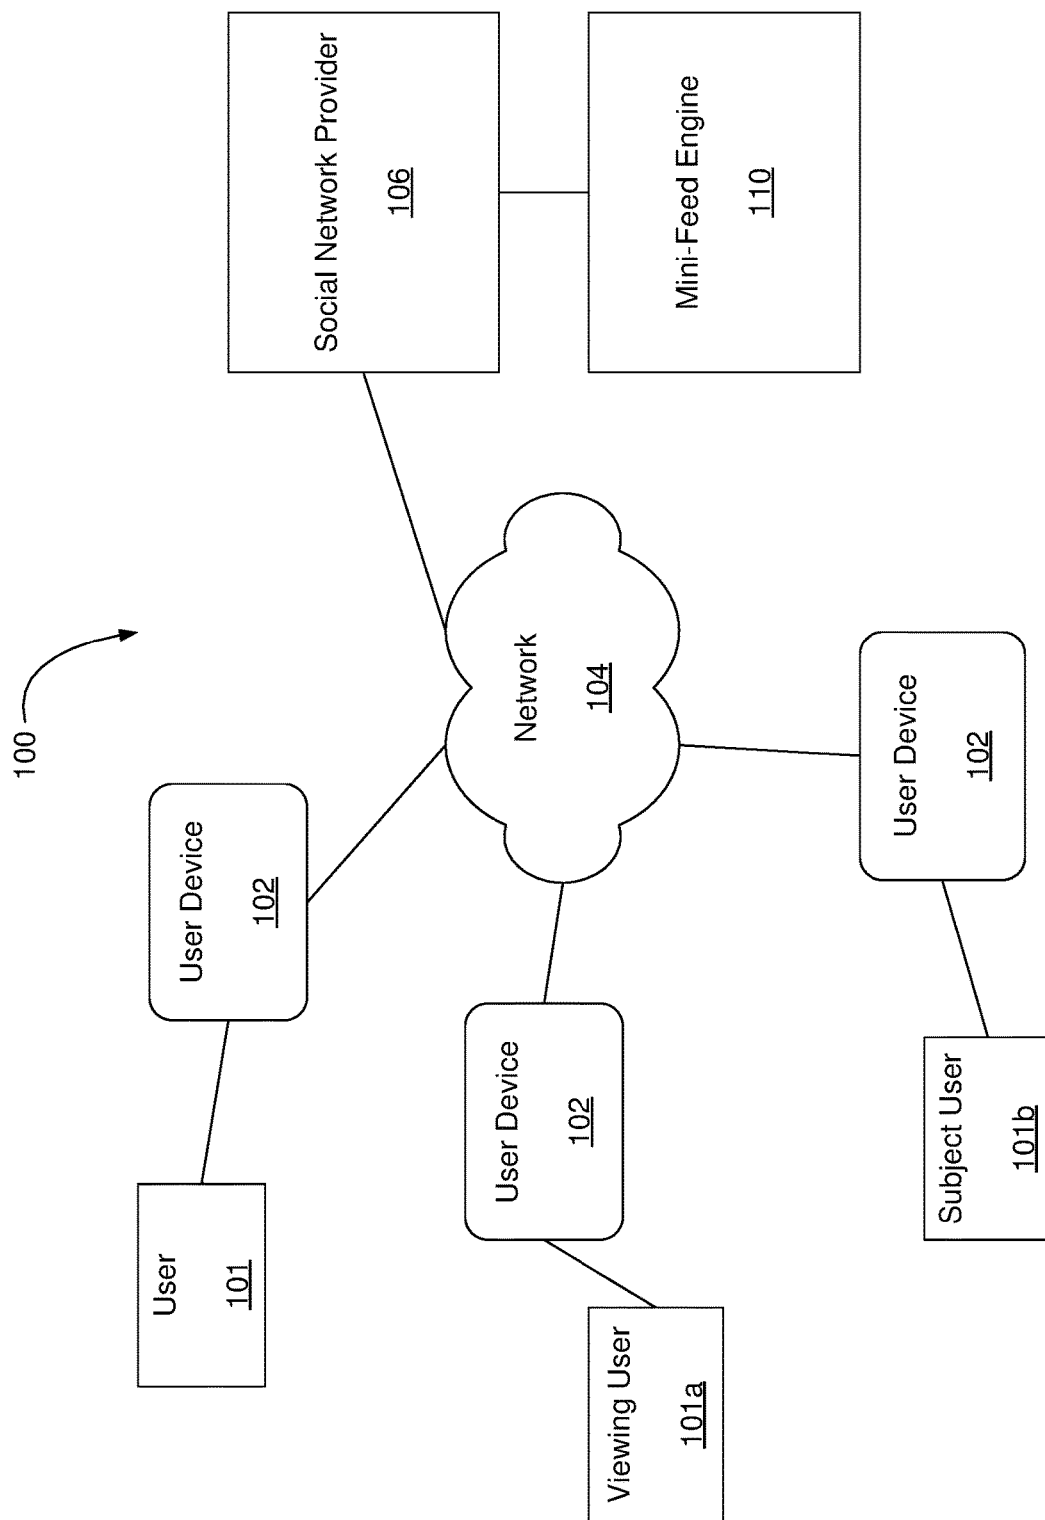 100
User
101
User Device
102
Social Network Provider
106
Viewing User
101a
User Device
102
Network
104
Mini-Feed Engine
110
Subject User
101b
User Device
102